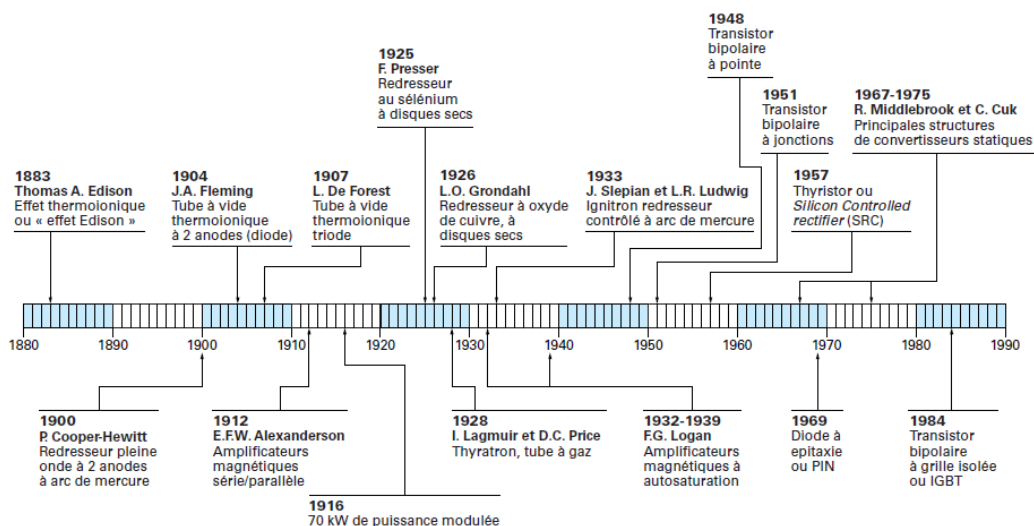 1948
Transistor
bipolaire
à pointe
1925
F. Presser
Redresseur
au sélénium
à disques secs
1951
Transistor
bipolaire
à jonctions
1967-1975
R. Middlebrook et C. Cuk
Principales structures
de convertisseurs statiques
1883
Thomas A. Edison
Effet thermoionique
ou « effet Edison »
1904
J.A. Fleming
Tube à vide
thermoionique
à 2 anodes (diode)
1907
L. De Forest
Tube à vide
thermoionique
triode
1926
L.O. Grondahl
Redresseur à oxyde
de cuivre, à
disques secs
1933
J. Slepian et L.R. Ludwig
Ignitron redresseur
contrôlé à arc de mercure
1957
Thyristor ou
Silicon Controlled
rectifier (SRC)
1880 1890 1900 1910 1920 1930 1940 1950 1960 1970 1980 1990
1900
P. Cooper-Hewitt
Redresseur pleine
onde à 2 anodes
à arc de mercure
1912
E.F.W. Alexanderson
Amplificateurs
magnétiques
série/parallèle
1916
70 kW de puissance modulée
1928
I. Lagmuir et D.C. Price
Thyratron, tube à gaz
1932-1939
F.G. Logan
Amplificateurs
magnétiques à
autosaturation
1969
Diode à
epitaxie
ou PIN
1984
Transistor
bipolaire
à grille isolée
ou IGBT